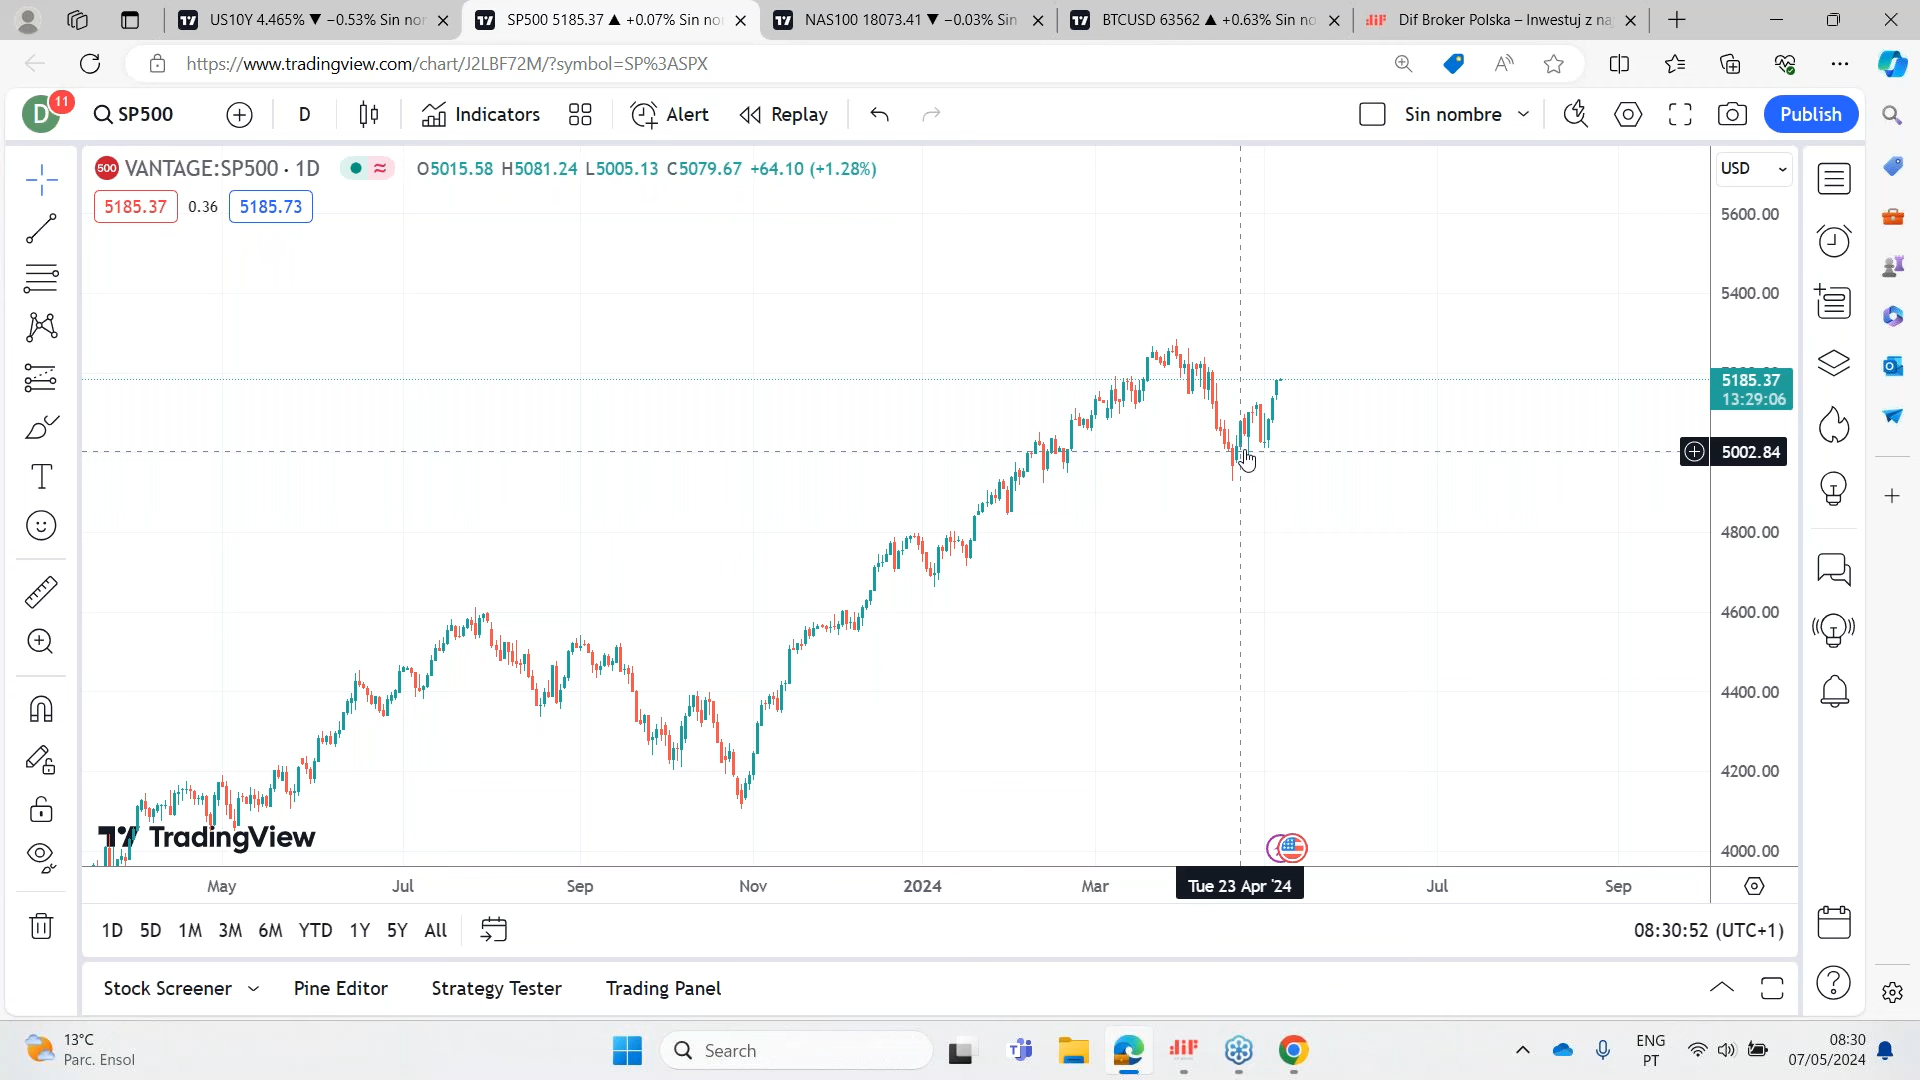 US10Y 4.465% ▼ −0.53% Sin nor
SP500 5185.37 ▲ +0.07% Sin no
NAS100 18073.41 ▼ −0.03% Sin
BTCUSD 63562 ▲ +0.63% Sin no
Dif Broker Polska – Inwestuj z na
https://www.tradingview.com/chart/J2LBF72M/?symbol=SP%3ASPX
D
11
SP500
D
Indicators
Alert
Replay
Sin nombre
Publish
500 VANTAGE:SP500 · 1D
O5015.58 H5081.24 L5005.13 C5079.67 +64.10 (+1.28%)
USD
5185.37
0.36
5185.73
5600.00
5400.00
5185.37
13:29:06
5002.84
4800.00
4600.00
4400.00
4200.00
4000.00
TradingView
May
Jul
Sep
Nov
2024
Mar
Tue 23 Apr '24
Jul
Sep
1D 5D 1M 3M 6M YTD 1Y 5Y All
08:30:52 (UTC+1)
Stock Screener
Pine Editor
Strategy Tester
Trading Panel
13°C
Parc. Ensol
Search
diF
ENG
PT
08:30
07/05/2024